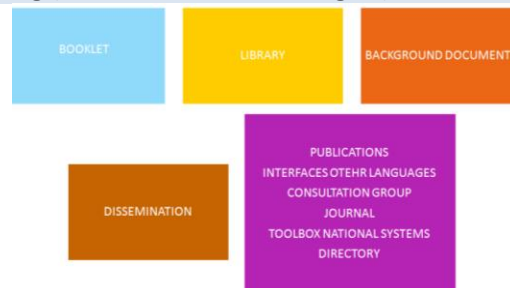 BOOKLET
LIBRARY
BACKGROUND DOCUMENT
DISSEMINATION
PUBLICATIONS
INTERFACES OTEHR LANGUAGES
CONSULTATION GROUP
JOURNAL
TOOLBOX NATIONAL SYSTEMS
DIRECTORY